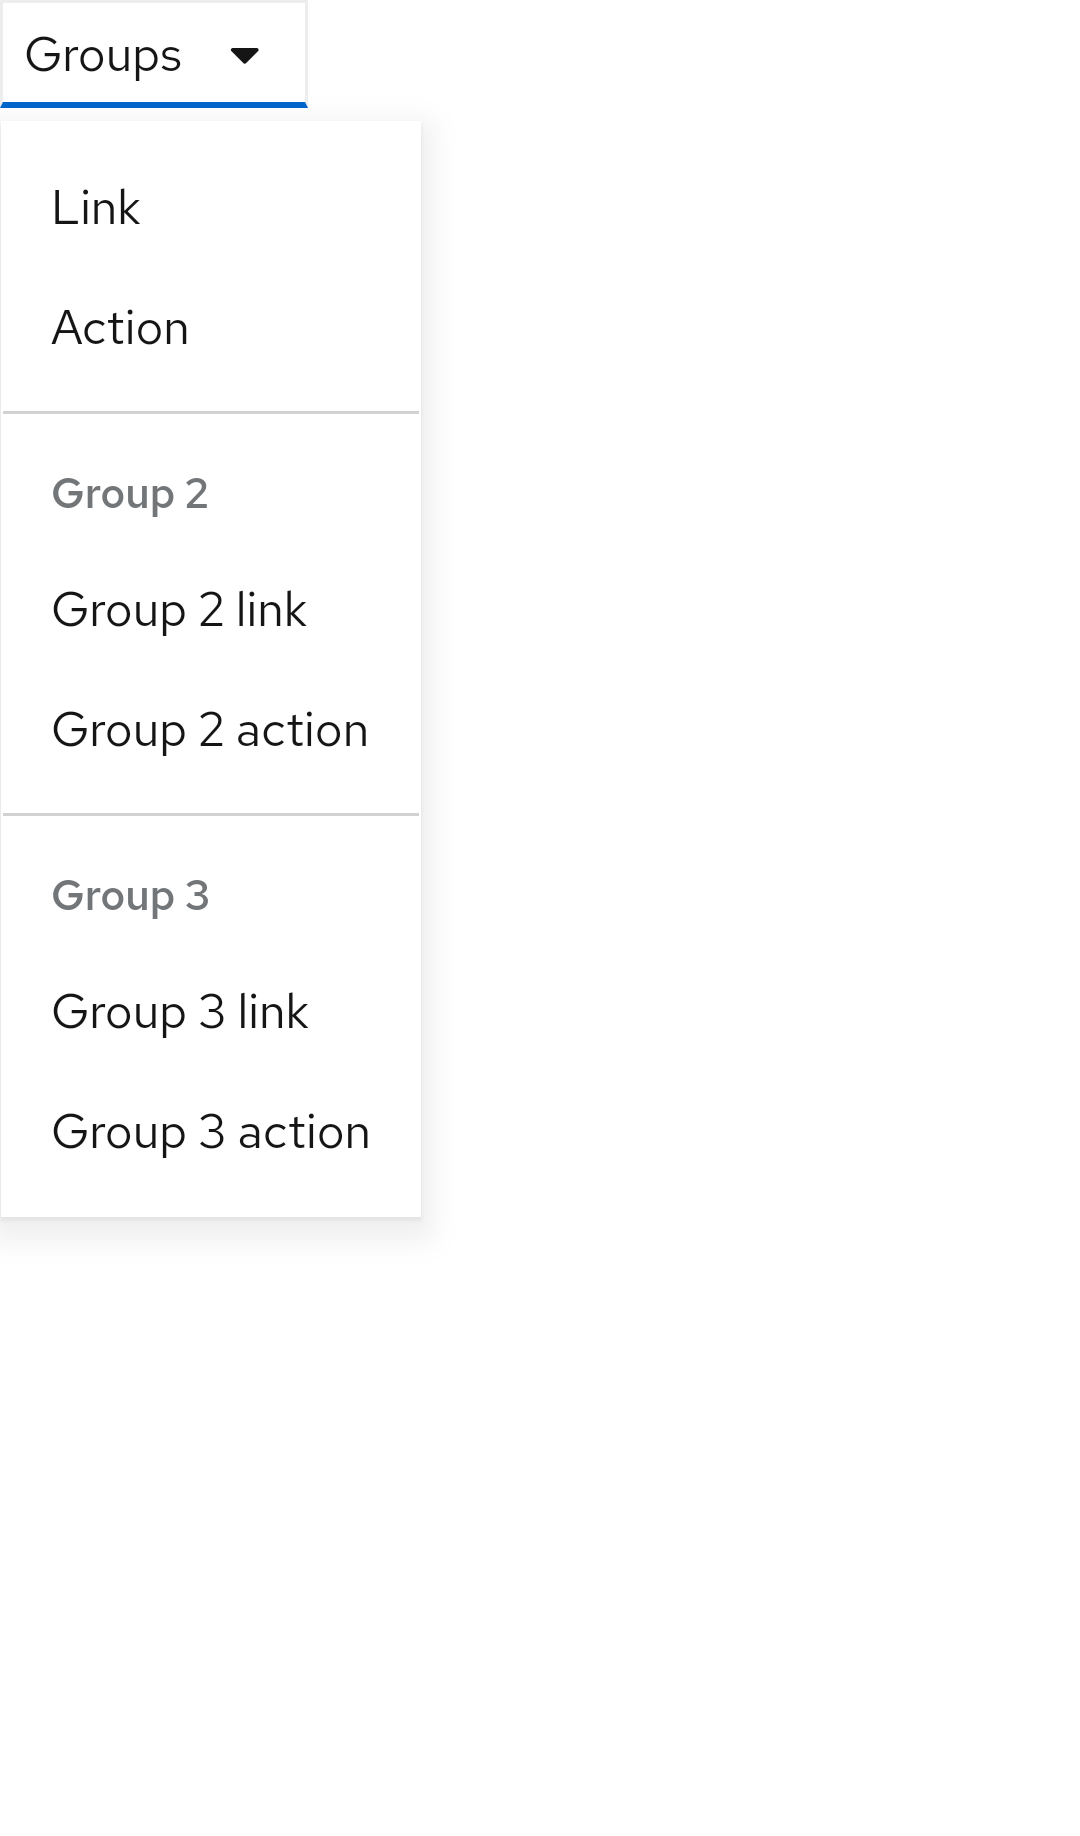 Groups
Link
Action
Group 2
Group 2 link
Group 2 action
Group 3
Group 3 link
Group 3 action